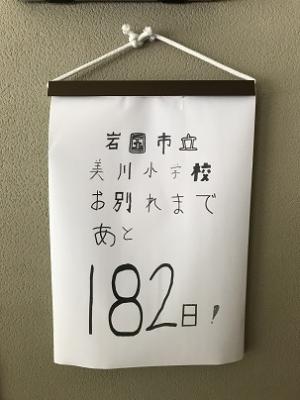 岩国市立
美川小学校
お別れまで
あと
182日!